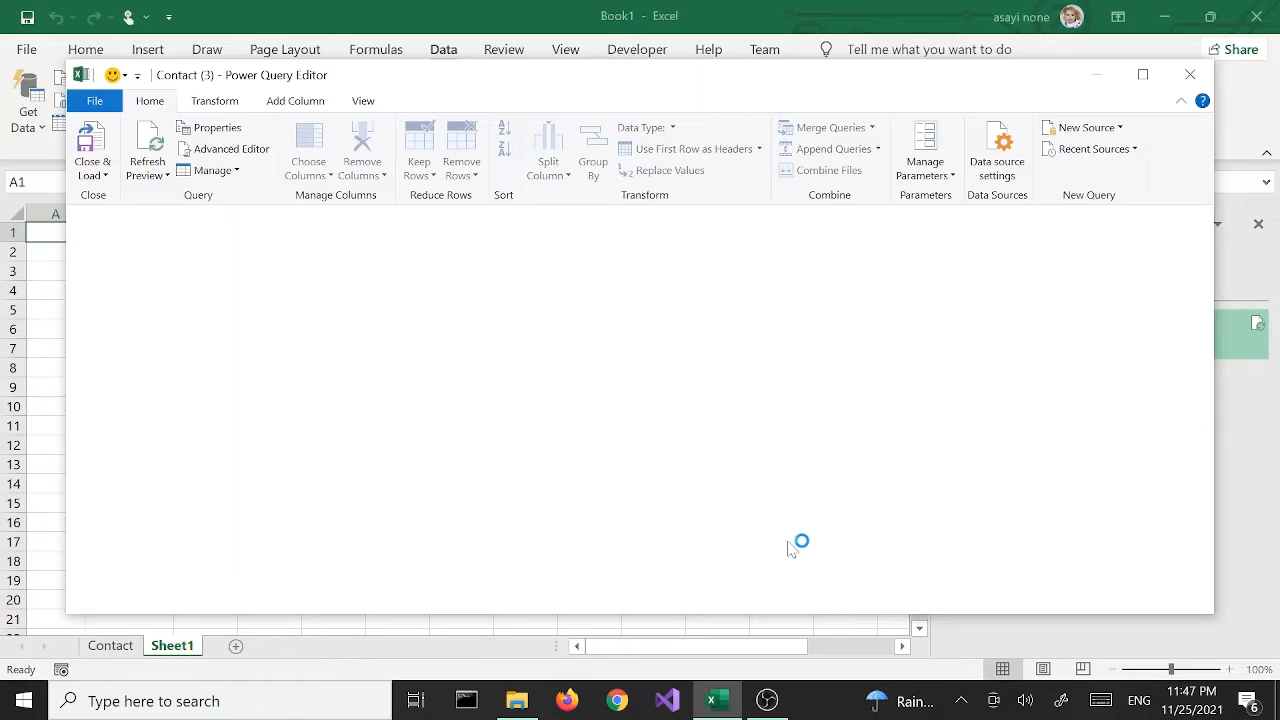 Book1 - Excel
asayi none
File Home Insert Draw Page Layout Formulas Data Review View Developer Help Team Tell me what you want to do Share
Get
Data
Contact (3) - Power Query Editor
File Home Transform Add Column View
Close &
Load
Close
Refresh
Preview
Properties
Advanced Editor
Manage
Query
Choose
Columns
Remove
Columns
Manage Columns
Keep
Rows
Remove
Rows
Reduce Rows
Sort
Split
Column
Group
By
Data Type:
Use First Row as Headers
Replace Values
Transform
Merge Queries
Append Queries
Combine Files
Combine
Manage
Parameters
Parameters
Data source
settings
Data Sources
New Source
Recent Sources
New Query
A1
A
1
2
3
4
5
6
7
8
9
10
11
12
13
14
15
16
17
18
19
20
21
Contact Sheet1
Ready
100%
Type here to search
Rain...
ENG
11:47 PM
11/25/2021
6